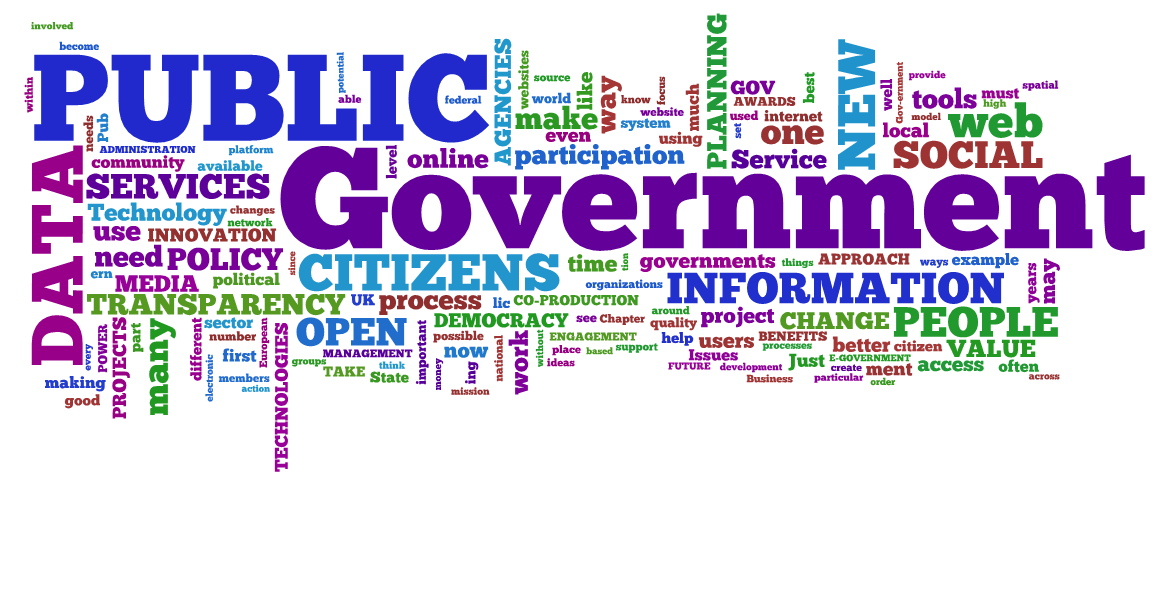 involved
become
within
PUBLIC
potential
able
federal
AGENCIES
websites
source
world
like
make
even
way
know
focus
website
system
much
using
participation
PLANNING
GOV
AWARDS
used
internet
set
one
best
Service
NEW
well
gov-ernment
provide
tools
must
spatial
high
model
local
web
SOCIAL
needs
Pub
ADMINISTRATION
platform
community
available
level
online
DATA
SERVICES
Government
Technology
changes
network
use
INNOVATION
need
POLICY
since
CITIZENS
time
tion
governments
things
APPROACH
ways
example
years
may
ern
MEDIA
political
organizations
INFORMATION
TRANSPARENCY
UK
process
lic
CO-PRODUCTION
around
quality
project
CHANGE
PEOPLE
every
POWER
PROJECTS
part
many
different
sector
number
European
TECHNOLOGIES
OPEN
important
DEMOCRACY
see
Chapter
possible
without
ENGAGEMENT
help
users
BENEFITS
processes
better
citizen
VALUE
first
electronic
members
action
groups
MANAGEMENT
think
TAKE
State
money
now
ing
mission
national
work
place
based
support
ideas
Issues
FUTURE
development
Business
Just
E-GOVERNMENT
create
particular
ment
order
access
often
across
making
good